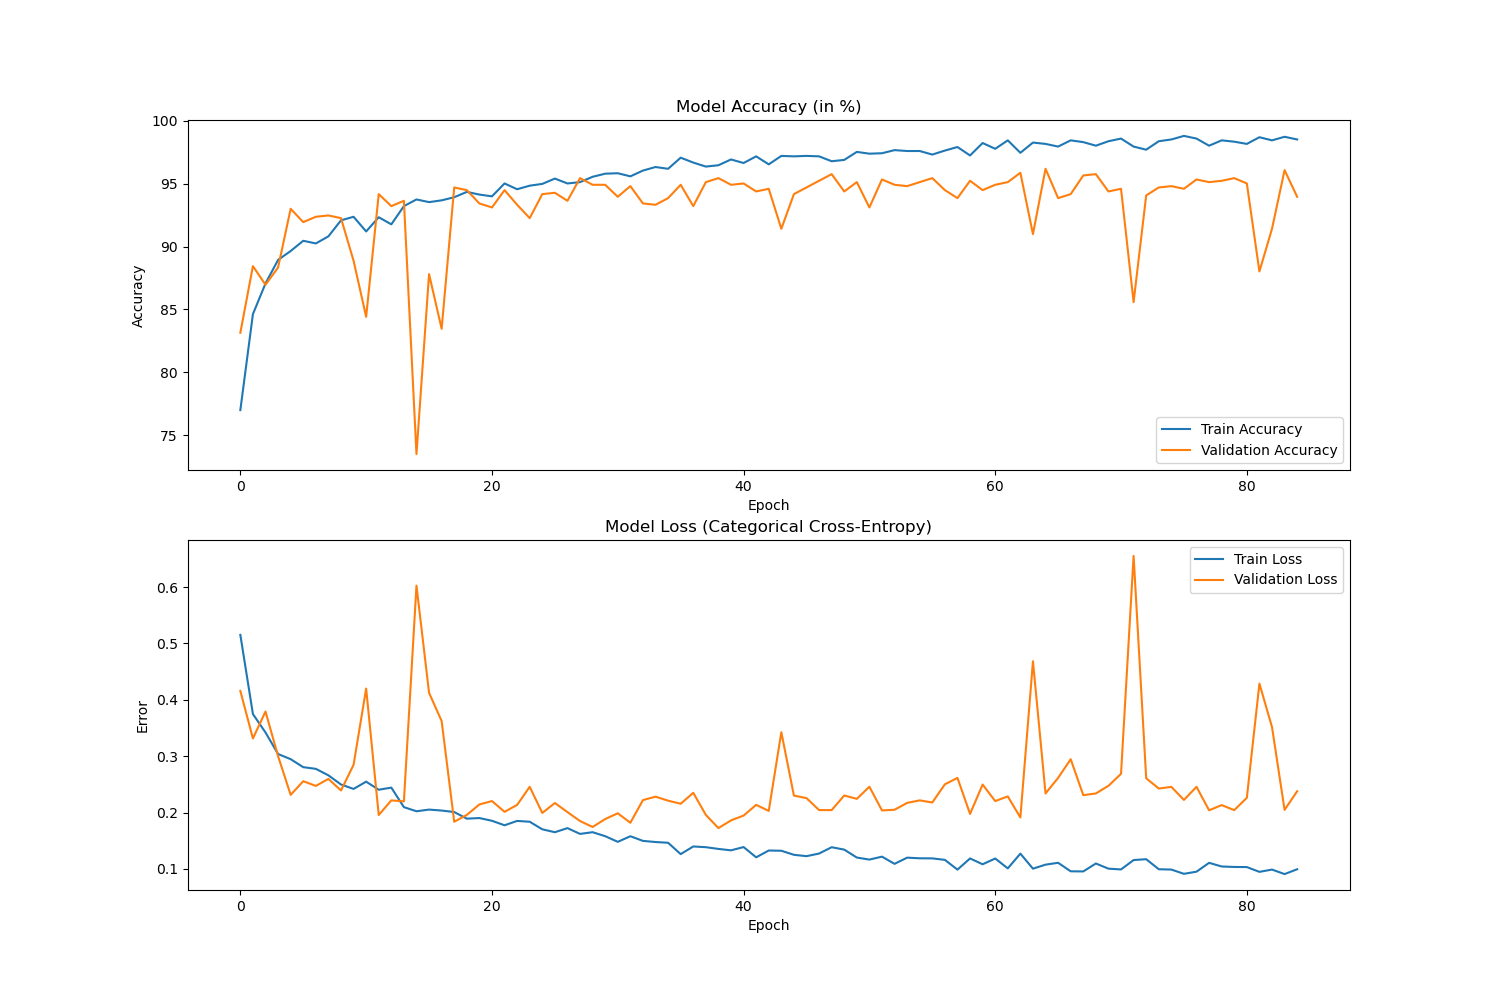 Model Accuracy (in %)
100
95
90
85
80
75
Accuracy
Train Accuracy
Validation Accuracy
0 20 40 60 80
Epoch
Model Loss (Categorical Cross-Entropy)
Train Loss
Validation Loss
0.6
0.5
0.4
0.3
0.2
0.1
Error
0 20 40 60 80
Epoch